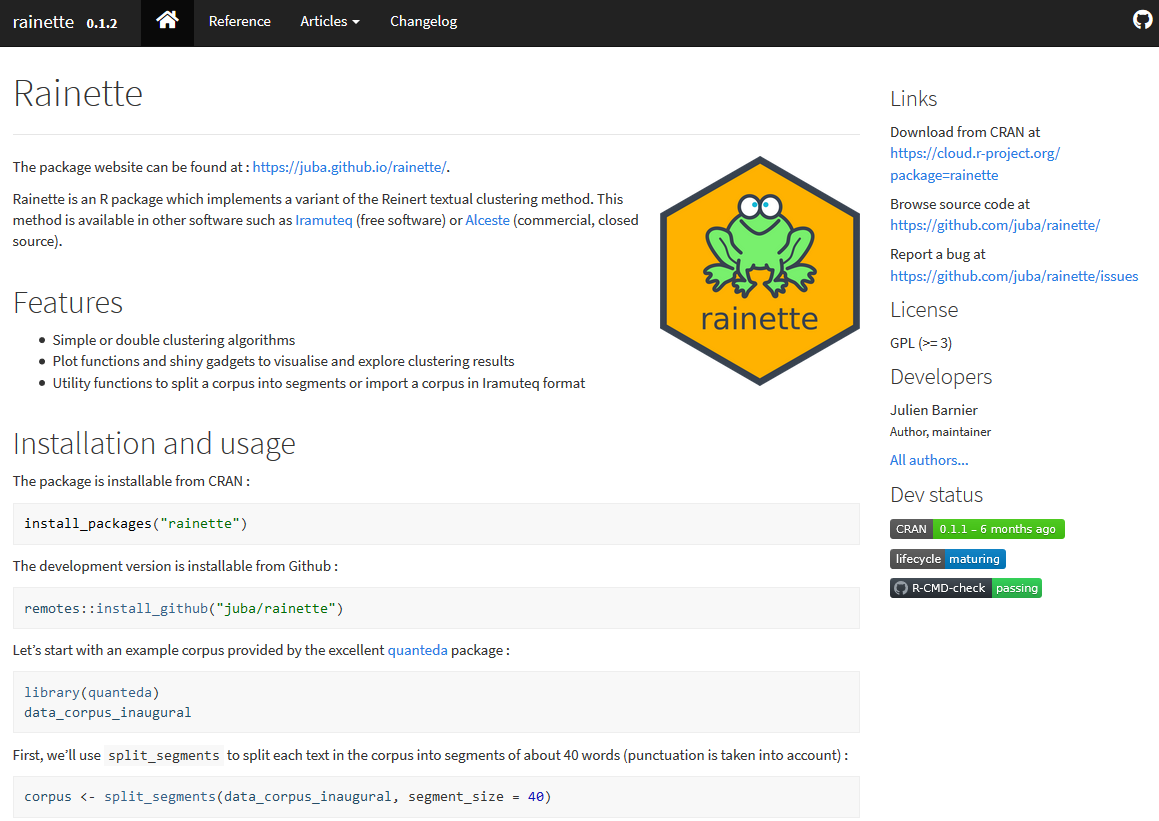 rainette 0.1.2 Reference Articles Changelog
Rainette
The package website can be found at : https://juba.github.io/rainette/.
Rainette is an R package which implements a variant of the Reinert textual clustering method. This
method is available in other software such as Iramuteq (free software) or Alceste (commercial, closed
source).
rainette
Features
Simple or double clustering algorithms
Plot functions and shiny gadgets to visualise and explore clustering results
Utility functions to split a corpus into segments or import a corpus in Iramuteq format
Installation and usage
The package is installable from CRAN :
install_packages("rainette")
The development version is installable from Github :
remotes::install_github("juba/rainette")
Let’s start with an example corpus provided by the excellent quanteda package :
library(quanteda)
data_corpus_inaugural
First, we’ll use split_segments to split each text in the corpus into segments of about 40 words (punctuation is taken into account) :
corpus <- split_segments(data_corpus_inaugural, segment_size = 40)
Links
Download from CRAN at
https://cloud.r-project.org/
package=rainette
Browse source code at
https://github.com/juba/rainette/
Report a bug at
https://github.com/juba/rainette/issues
License
GPL (>= 3)
Developers
Julien Barnier
Author, maintainer
All authors...
Dev status
CRAN 0.1.1 – 6 months ago
lifecycle maturing
R-CMD-check passing